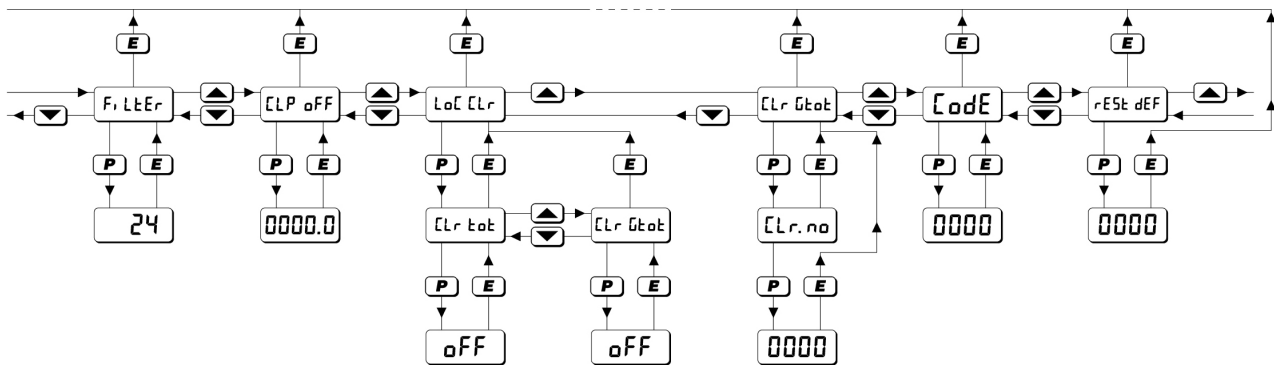 E E E E E E
FiLtEr CLP oFF LoC CLr CLr Gtot CodE rESt dEF
P E P E P E E P E P E P E
24 0000.0 CLr tot CLr Gtot CLr.no 0000 0000
P E P E P E
oFF oFF 0000